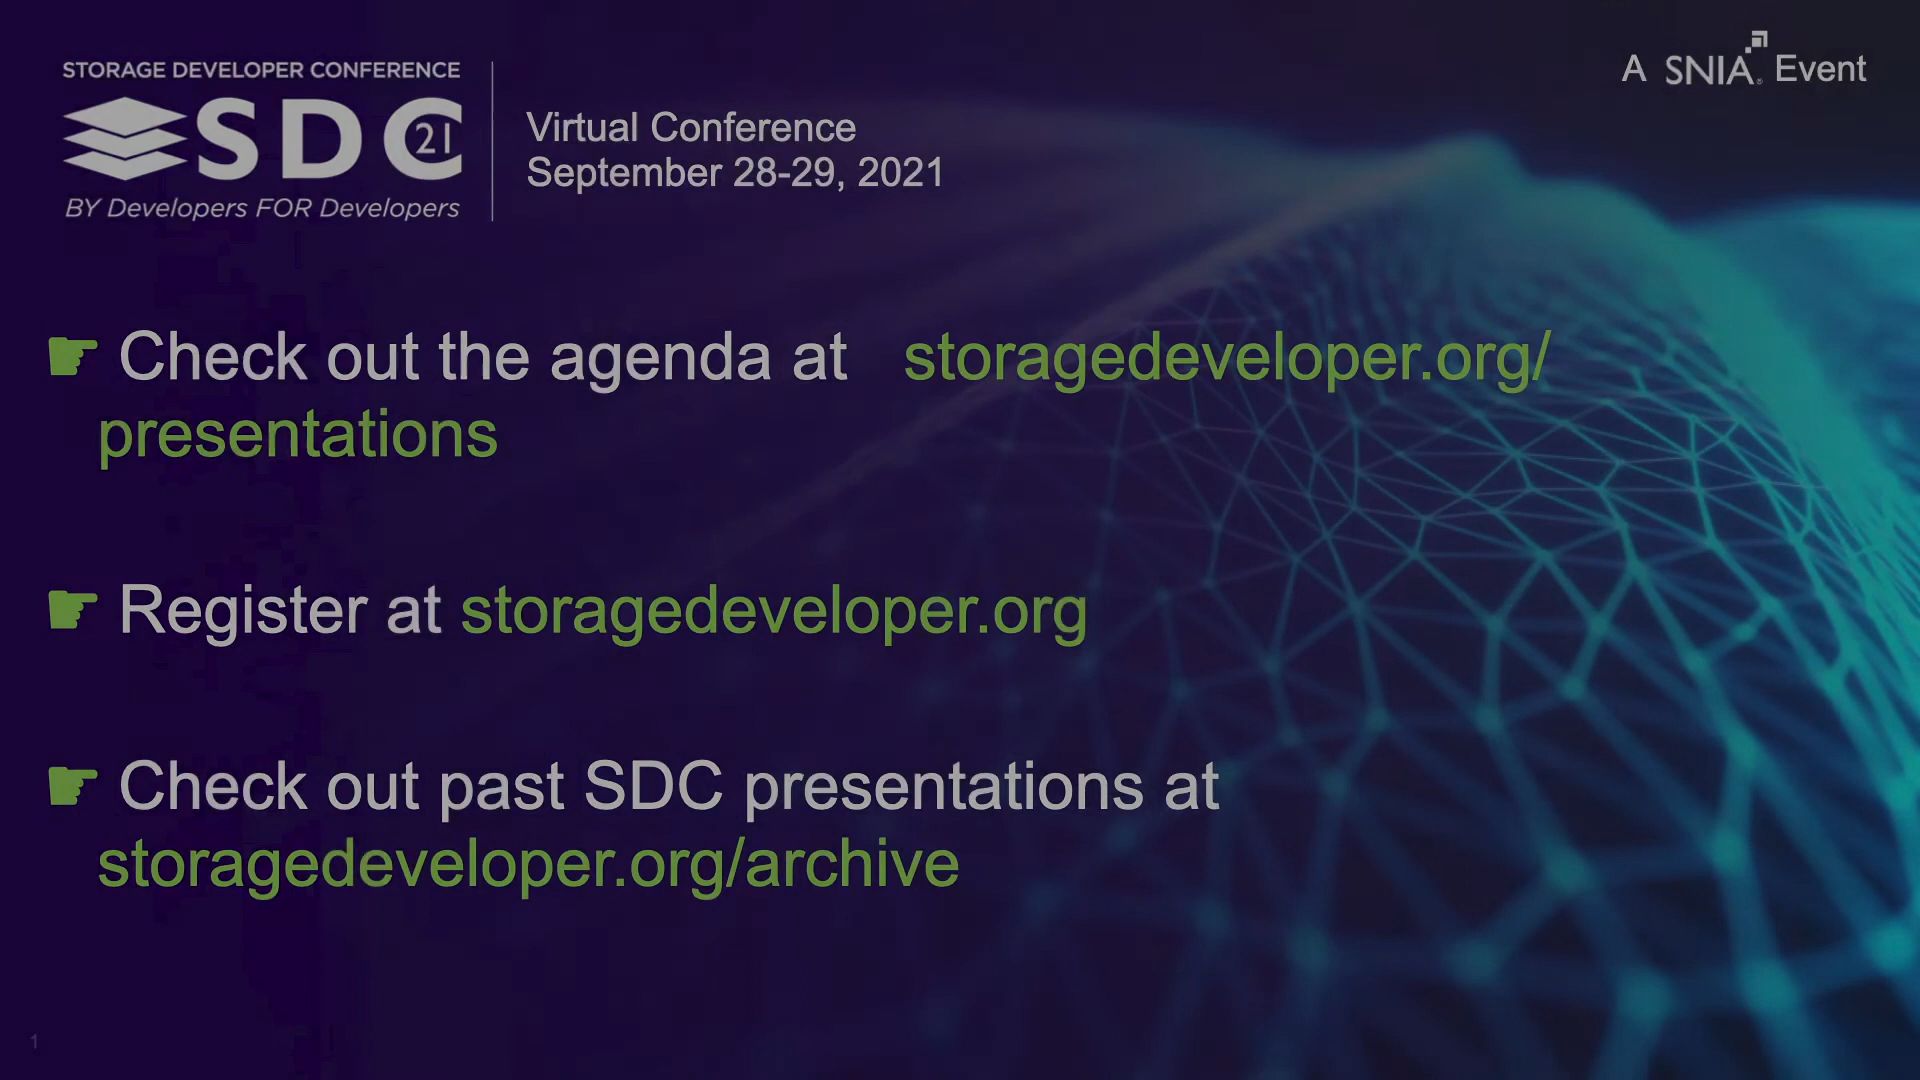 STORAGE DEVELOPER CONFERENCE
SDC 21
BY Developers FOR Developers
Virtual Conference
September 28-29, 2021
A SNIA Event
☛ Check out the agenda at storagedeveloper.org/
presentations
☛ Register at storagedeveloper.org
☛ Check out past SDC presentations at
storagedeveloper.org/archive
1